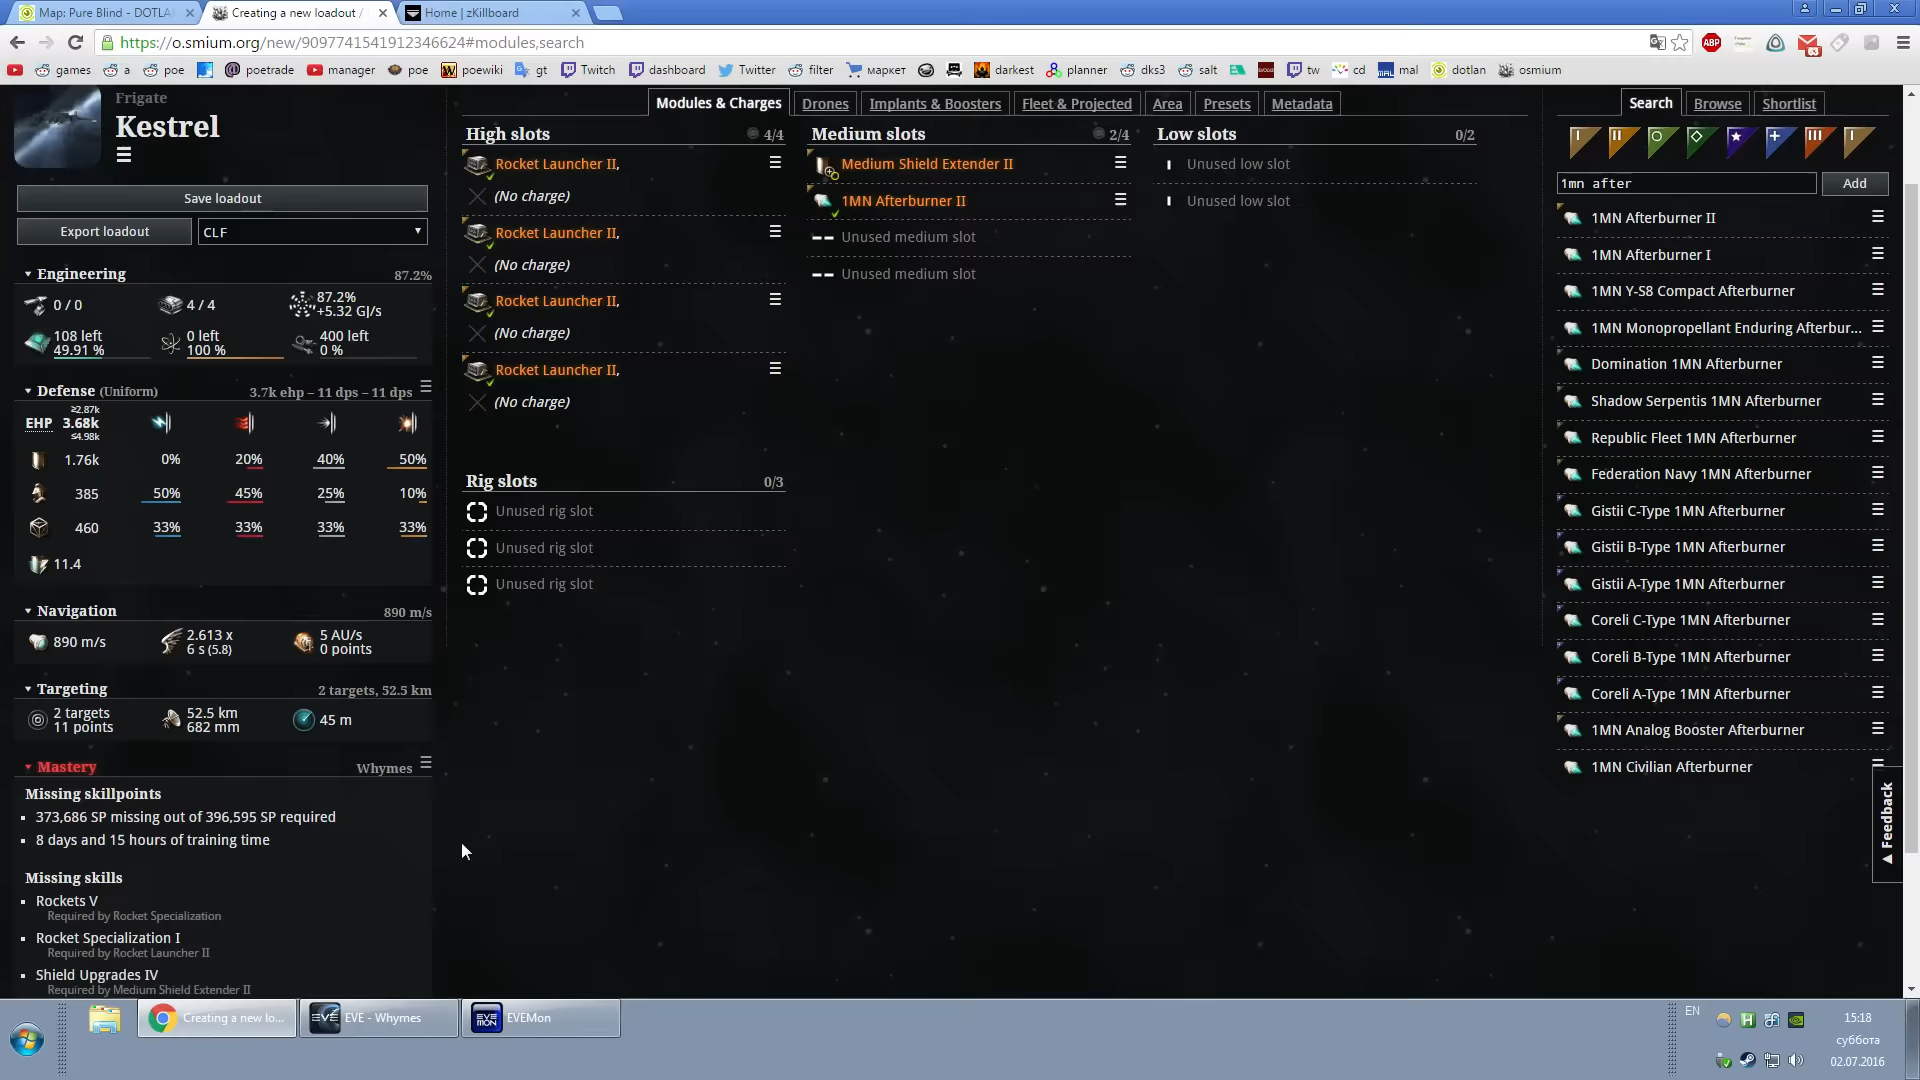 Map: Pure Blind - DOTLA
Creating a new loadout /
Home | zKillboard
https://o.smium.org/new/9097741541912346624#modules,search
ABP
63
games
a
poe
poetrade
manager
poe
poewiki
gt
Twitch
dashboard
Twitter
filter
маркет
darkest
planner
dks3
salt
tw
cd
mal
dotlan
osmium
Frigate
Kestrel
Save loadout
Export loadout
CLF
Engineering
87.2%
0 / 0
4 / 4
87.2%
+5.32 GJ/s
108 left
49.91 %
0 left
100 %
400 left
0 %
Defense (Uniform)
3.7k ehp – 11 dps – 11 dps
EHP
≥2.87k
3.68k
≤4.98k
1.76k
0%
20%
40%
50%
385
50%
45%
25%
10%
460
33%
33%
33%
33%
11.4
Navigation
890 m/s
890 m/s
2.613 x
6 s (5.8)
5 AU/s
0 points
Targeting
2 targets, 52.5 km
2 targets
11 points
52.5 km
682 mm
45 m
Mastery
Whymes
Missing skillpoints
373,686 SP missing out of 396,595 SP required
8 days and 15 hours of training time
Missing skills
Rockets V
Required by Rocket Specialization
Rocket Specialization I
Required by Rocket Launcher II
Shield Upgrades IV
Required by Medium Shield Extender II
Modules & Charges
Drones
Implants & Boosters
Fleet & Projected
Area
Presets
Metadata
High slots
4/4
Rocket Launcher II,
(No charge)
Rocket Launcher II,
(No charge)
Rocket Launcher II,
(No charge)
Rocket Launcher II,
(No charge)
Rig slots
0/3
Unused rig slot
Unused rig slot
Unused rig slot
Medium slots
2/4
Medium Shield Extender II
1MN Afterburner II
Unused medium slot
Unused medium slot
Low slots
0/2
Unused low slot
Unused low slot
Search
Browse
Shortlist
1mn after
Add
1MN Afterburner II
1MN Afterburner I
1MN Y-S8 Compact Afterburner
1MN Monopropellant Enduring Afterbur...
Domination 1MN Afterburner
Shadow Serpentis 1MN Afterburner
Republic Fleet 1MN Afterburner
Federation Navy 1MN Afterburner
Gistii C-Type 1MN Afterburner
Gistii B-Type 1MN Afterburner
Gistii A-Type 1MN Afterburner
Coreli C-Type 1MN Afterburner
Coreli B-Type 1MN Afterburner
Coreli A-Type 1MN Afterburner
1MN Analog Booster Afterburner
1MN Civilian Afterburner
Feedback
Creating a new lo...
EVE - Whymes
EVEMon
EN
15:18
суббота
02.07.2016